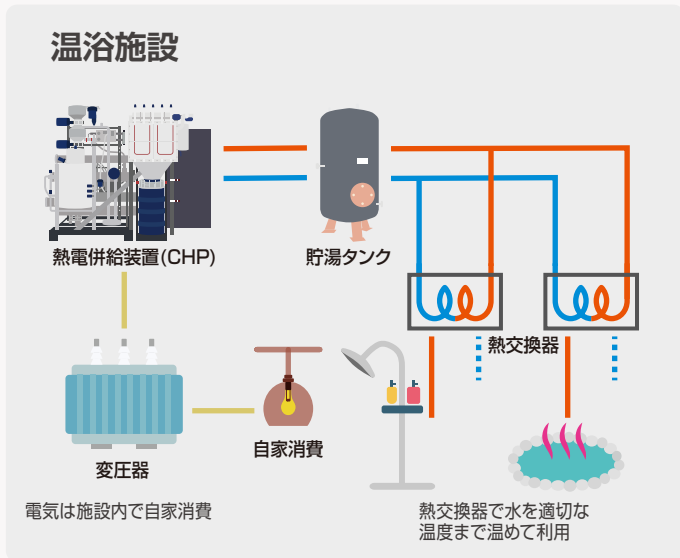 温浴施設
熱電併給装置(CHP)
貯湯タンク
熱交換器
自家消費
変圧器
電気は施設内で自家消費
熱交換器で水を適切な
温度まで温めて利用